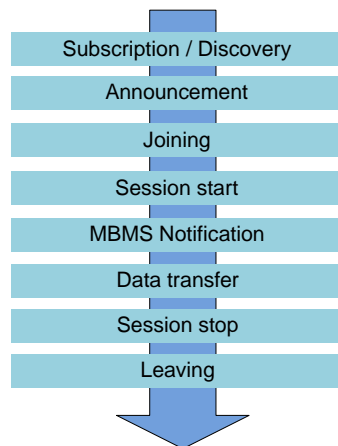 Subscription / Discovery
Announcement
Joining
Session start
MBMS Notification
Data transfer
Session stop
Leaving